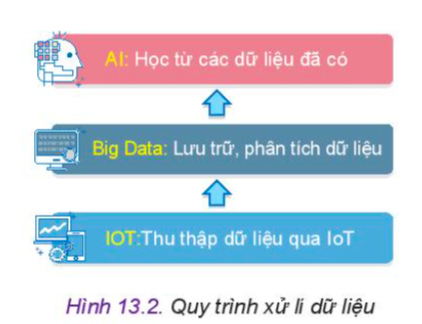 AI: Học từ các dữ liệu đã có
Big Data: Lưu trữ, phân tích dữ liệu
IOT:Thu thập dữ liệu qua IoT
Hình 13.2. Quy trình xử lí dữ liệu